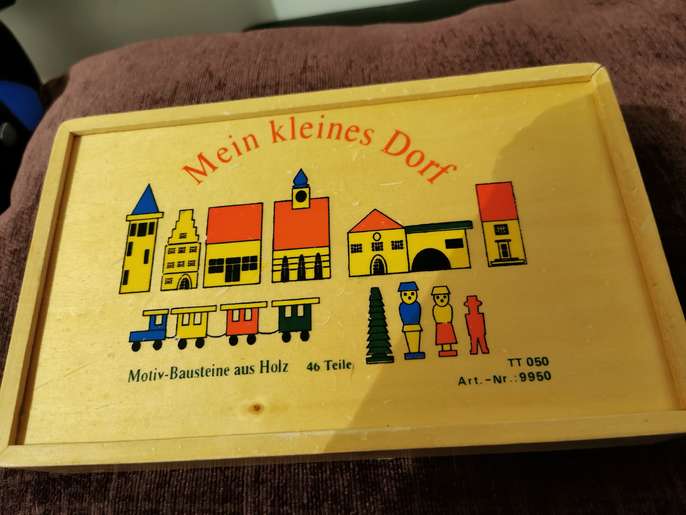 Mein kleines Dorf
Motiv-Bausteine aus Holz 46 Teile
TT 050
Art.-Nr.:9950